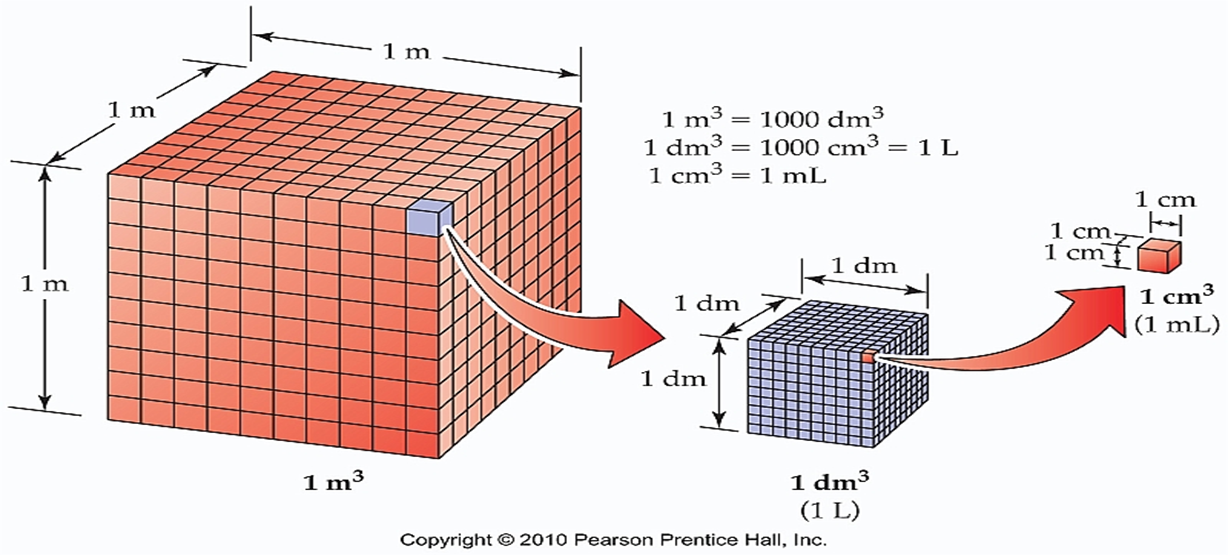 1 m
1 m
1 m
1 m³
1 m³ = 1000 dm³
1 dm³ = 1000 cm³ = 1 L
1 cm³ = 1 mL
1 dm
1 dm
1 dm
1 dm³
(1 L)
1 cm
1 cm
1 cm
1 cm³
(1 mL)
Copyright © 2010 Pearson Prentice Hall, Inc.